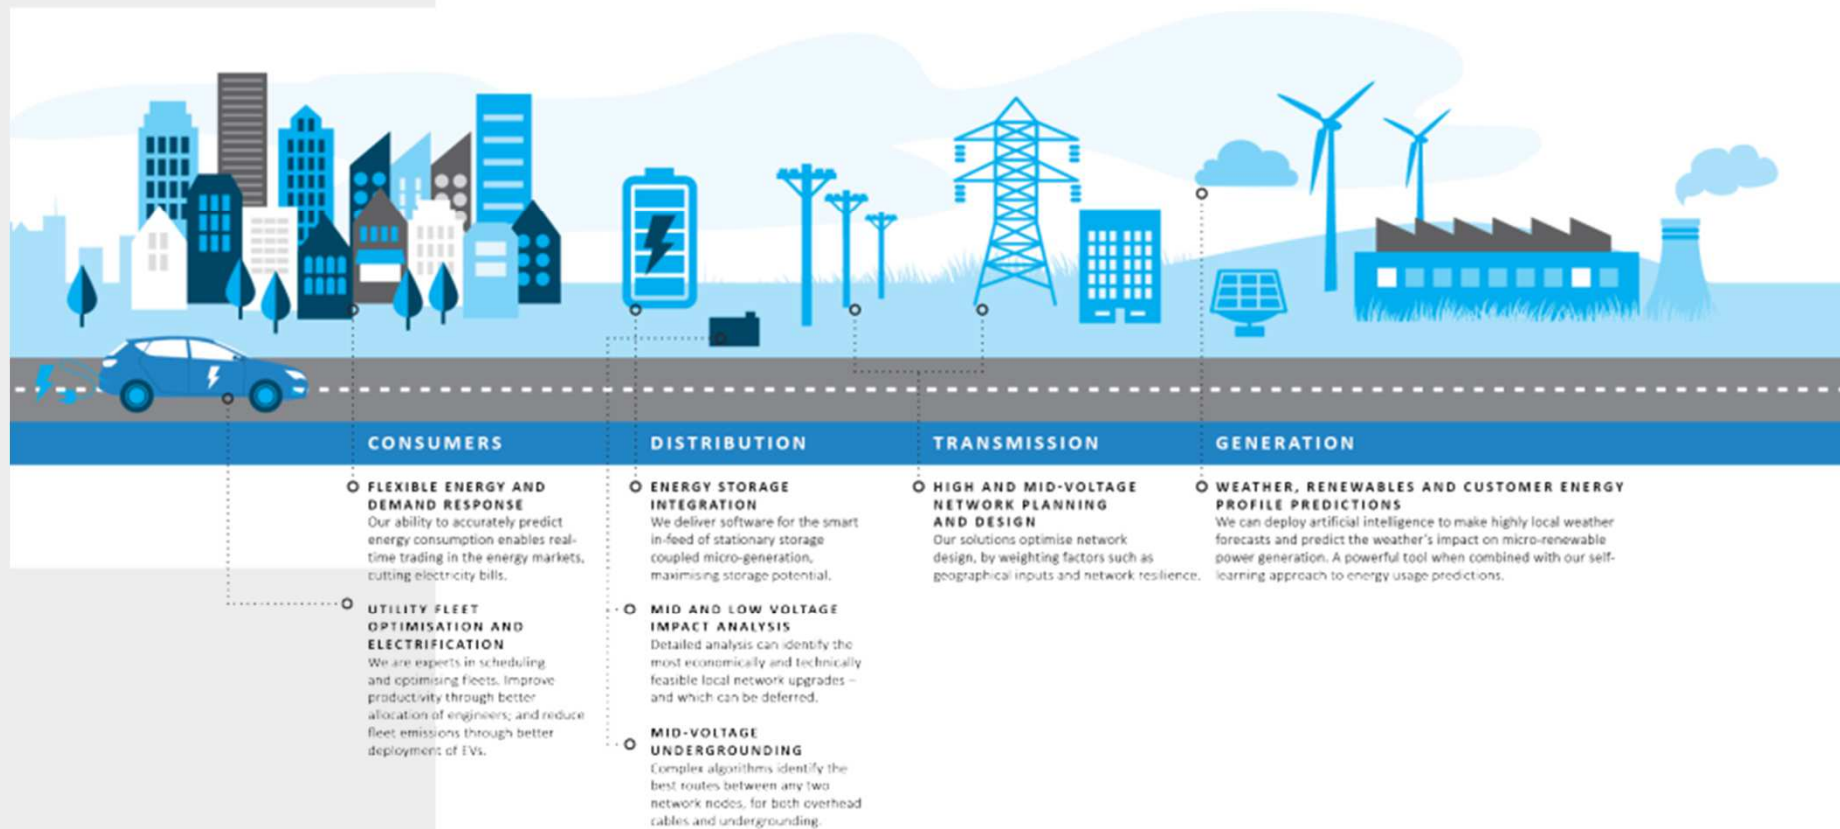 CONSUMERS
DISTRIBUTION
TRANSMISSION
GENERATION
FLEXIBLE ENERGY AND
DEMAND RESPONSE
Our ability to accurately predict
energy consumption enables real-
time trading in the energy markets,
cutting electricity bills.
UTILITY FLEET
OPTIMISATION AND
ELECTRIFICATION
We are experts in scheduling
and optimising fleets. Improve
productivity through better
allocation of engineers; and reduce
fleet emissions through better
deployment of EVs.
ENERGY STORAGE
INTEGRATION
We deliver software for the smart
in-feed of stationary storage
coupled micro-generation,
maximising storage potential.
MID AND LOW VOLTAGE
IMPACT ANALYSIS
Detailed analysis can identify the
most economically and technically
feasible local network upgrades –
and which can be deferred.
MID-VOLTAGE
UNDERGROUNDING
Complex algorithms identify the
best routes between any two
network nodes, for both overhead
cables and undergrounding.
HIGH AND MID-VOLTAGE
NETWORK PLANNING
AND DESIGN
Our solutions optimise network
design, by weighting factors such as
geographical inputs and network resilience.
WEATHER, RENEWABLES AND CUSTOMER ENERGY
PROFILE PREDICTIONS
We can deploy artificial intelligence to make highly local weather
forecasts and predict the weather's impact on micro-renewable
power generation. A powerful tool when combined with our self-
learning approach to energy usage predictions.